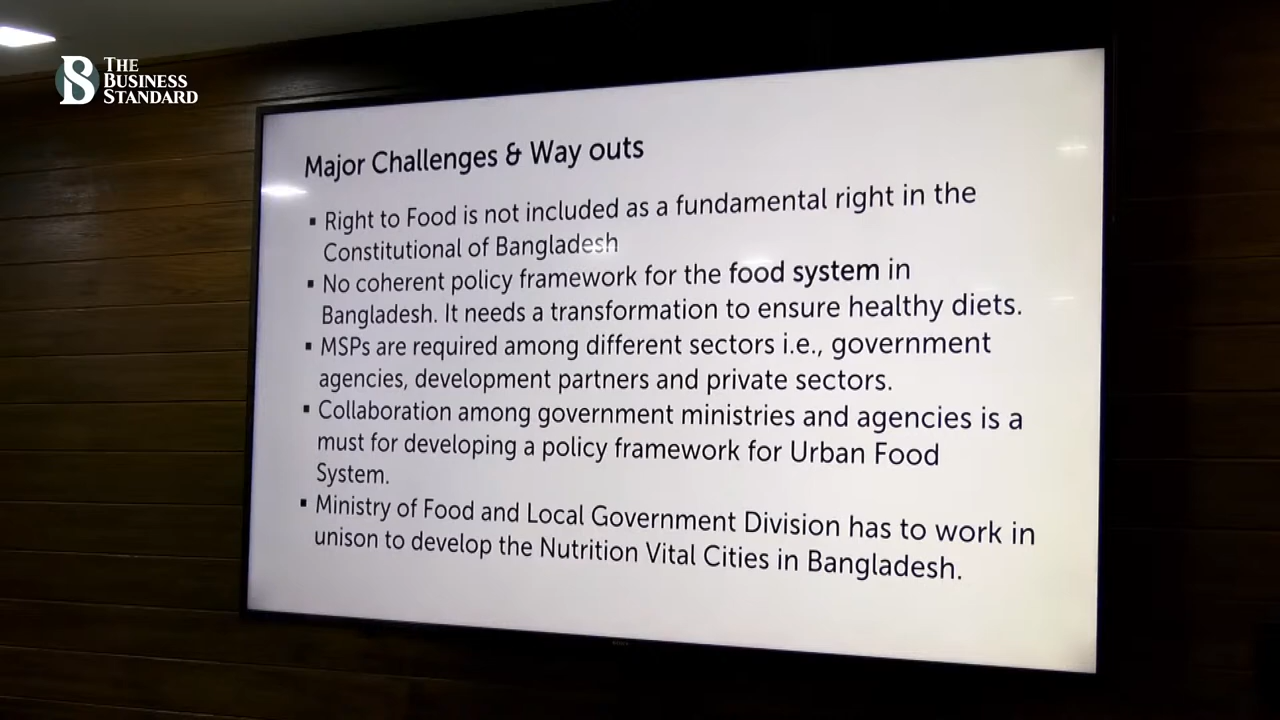 THE
BUSINESS
STANDARD
Major Challenges & Way outs
▪ Right to Food is not included as a fundamental right in the
Constitutional of Bangladesh
▪ No coherent policy framework for the food system in
Bangladesh. It needs a transformation to ensure healthy diets.
▪ MSPs are required among different sectors i.e., government
agencies, development partners and private sectors.
▪ Collaboration among government ministries and agencies is a
must for developing a policy framework for Urban Food
System.
▪ Ministry of Food and Local Government Division has to work in
unison to develop the Nutrition Vital Cities in Bangladesh.